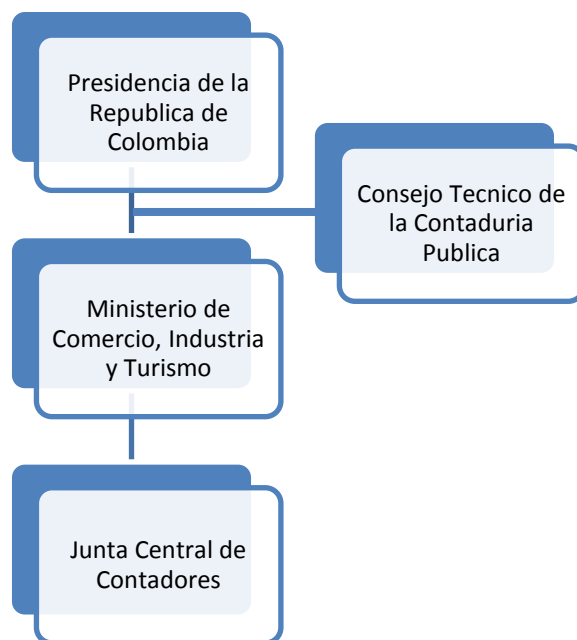 Presidencia de la
Republica de
Colombia
Consejo Tecnico de
la Contaduria
Publica
Ministerio de
Comercio, Industria
y Turismo
Junta Central de
Contadores